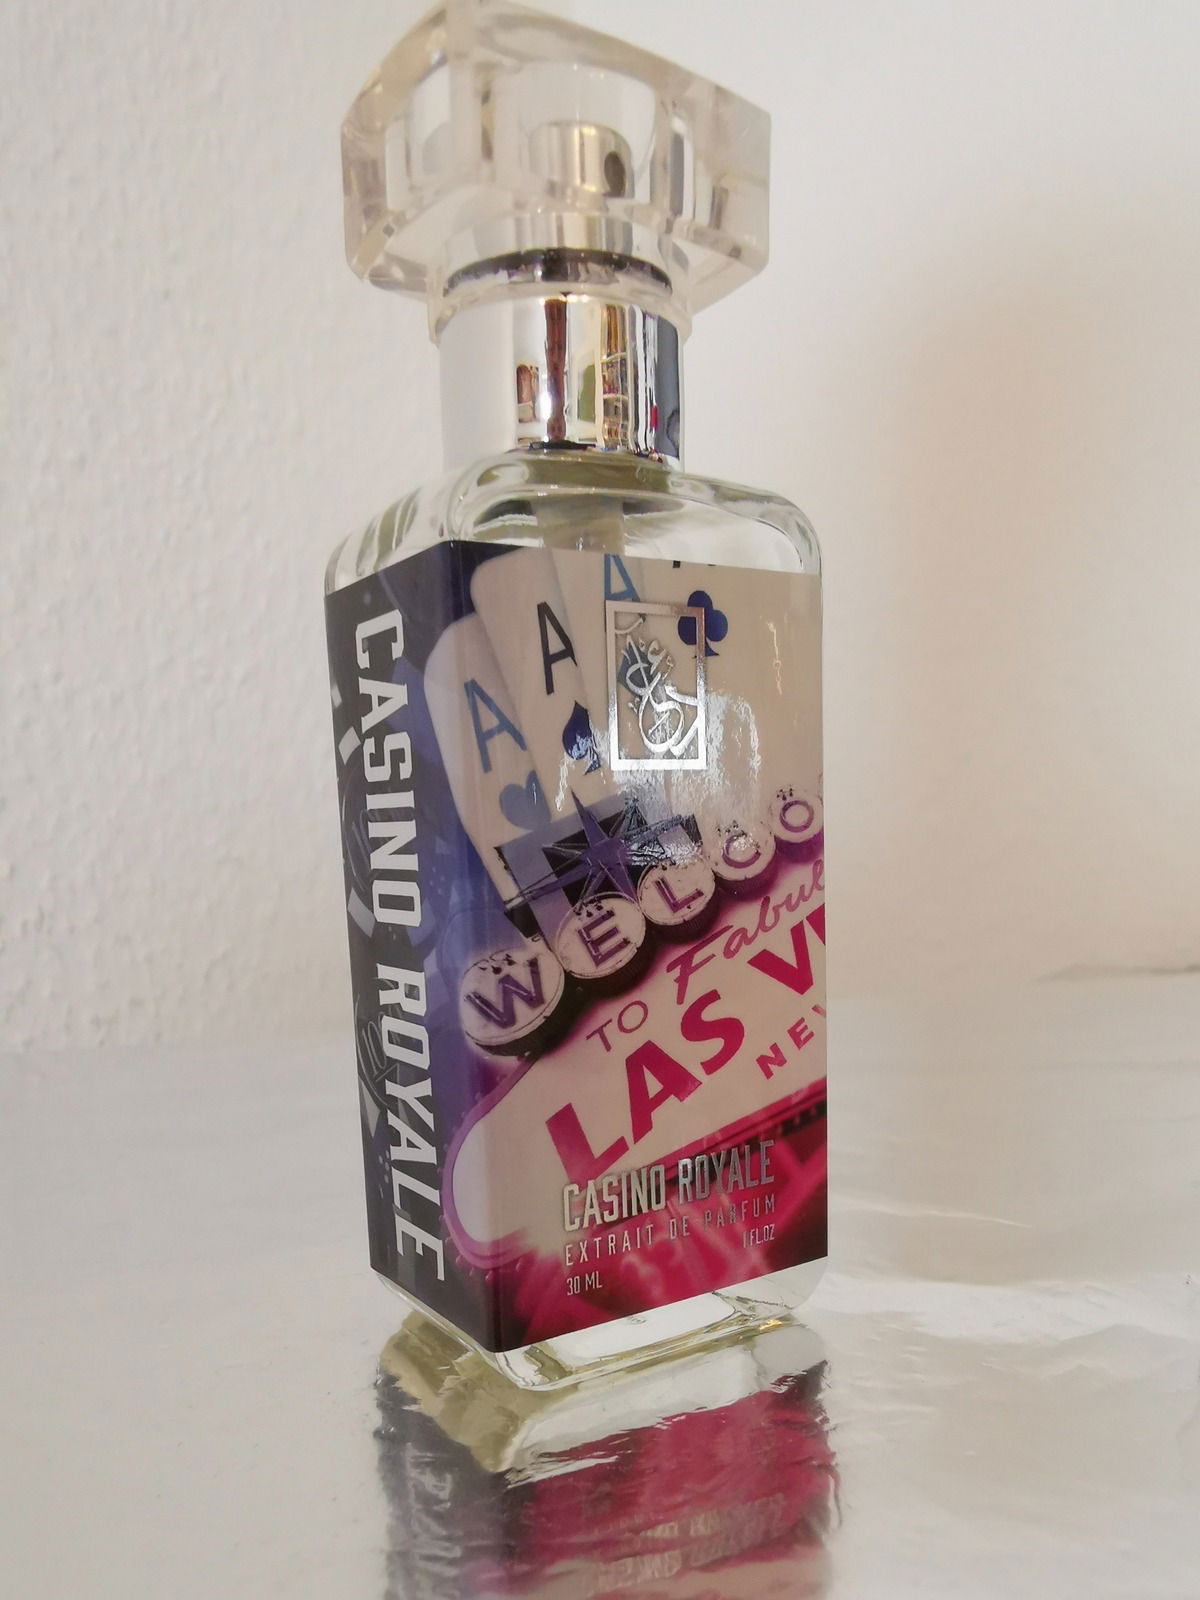 CASINO ROYALE
A
A
A
WELCO
TO Fabul
LAS V
NEV
CASINO ROYALE
EXTRAIT DE PARFUM
1 FL.OZ
30 ML